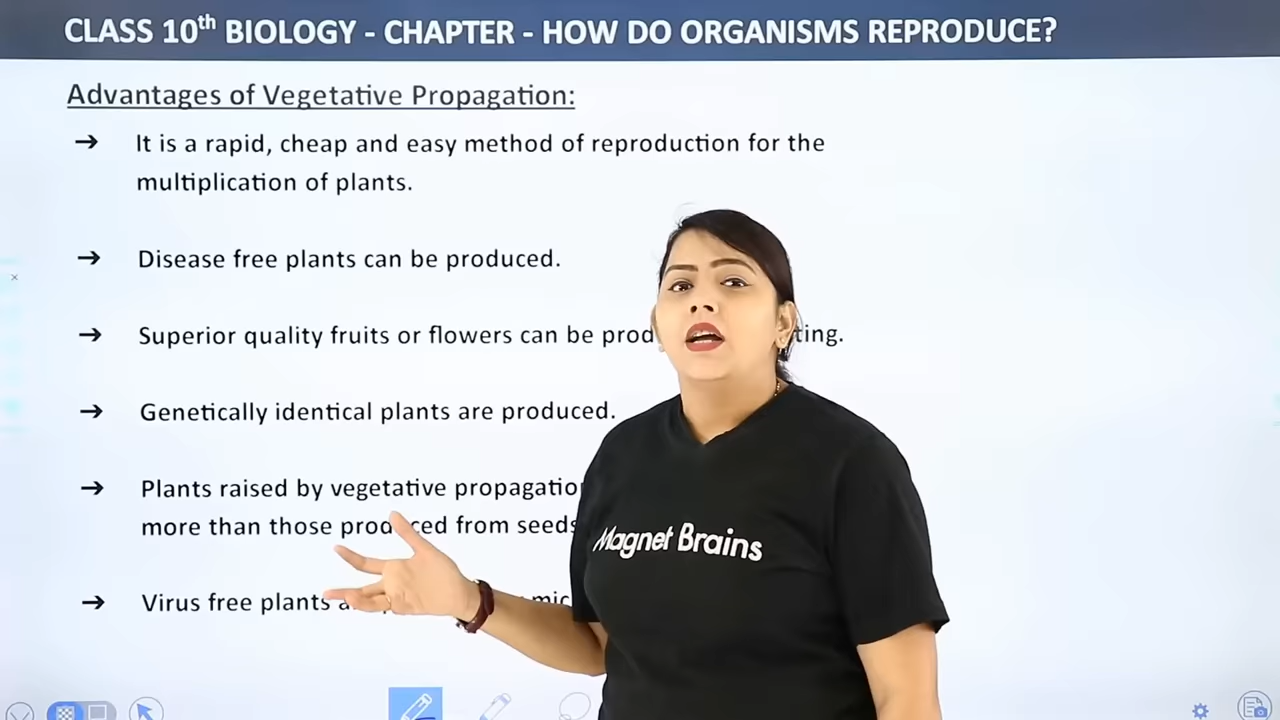 CLASS 10th BIOLOGY - CHAPTER - HOW DO ORGANISMS REPRODUCE?
Advantages of Vegetative Propagation:
➔ It is a rapid, cheap and easy method of reproduction for the
multiplication of plants.
➔ Disease free plants can be produced.
➔ Superior quality fruits or flowers can be
➔ Genetically identical plants are produced.
➔ Plants raised by vegetative
more than those produced from seeds
➔ Virus free plants
Magnet Brains